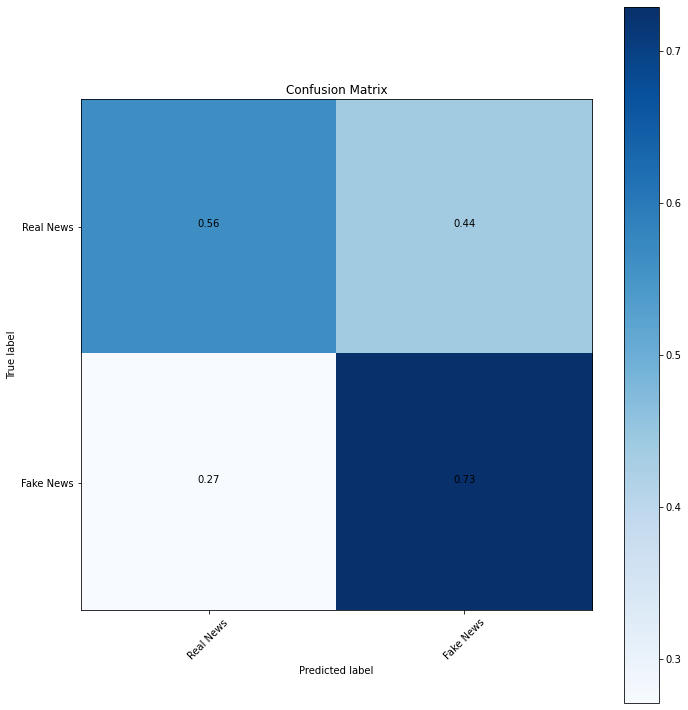 Confusion Matrix
0.7
0.6
Real News
0.56
0.44
0.5
True label
0.4
Fake News
0.27
0.73
0.3
Real News
Fake News
Predicted label